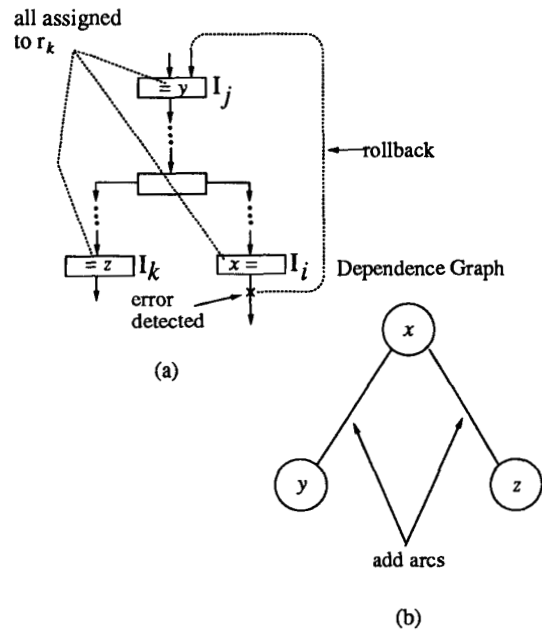 all assigned
to r_k
= y I_j
rollback
= z I_k
x = I_i
error
detected
(a)
Dependence Graph
x
y
z
add arcs
(b)